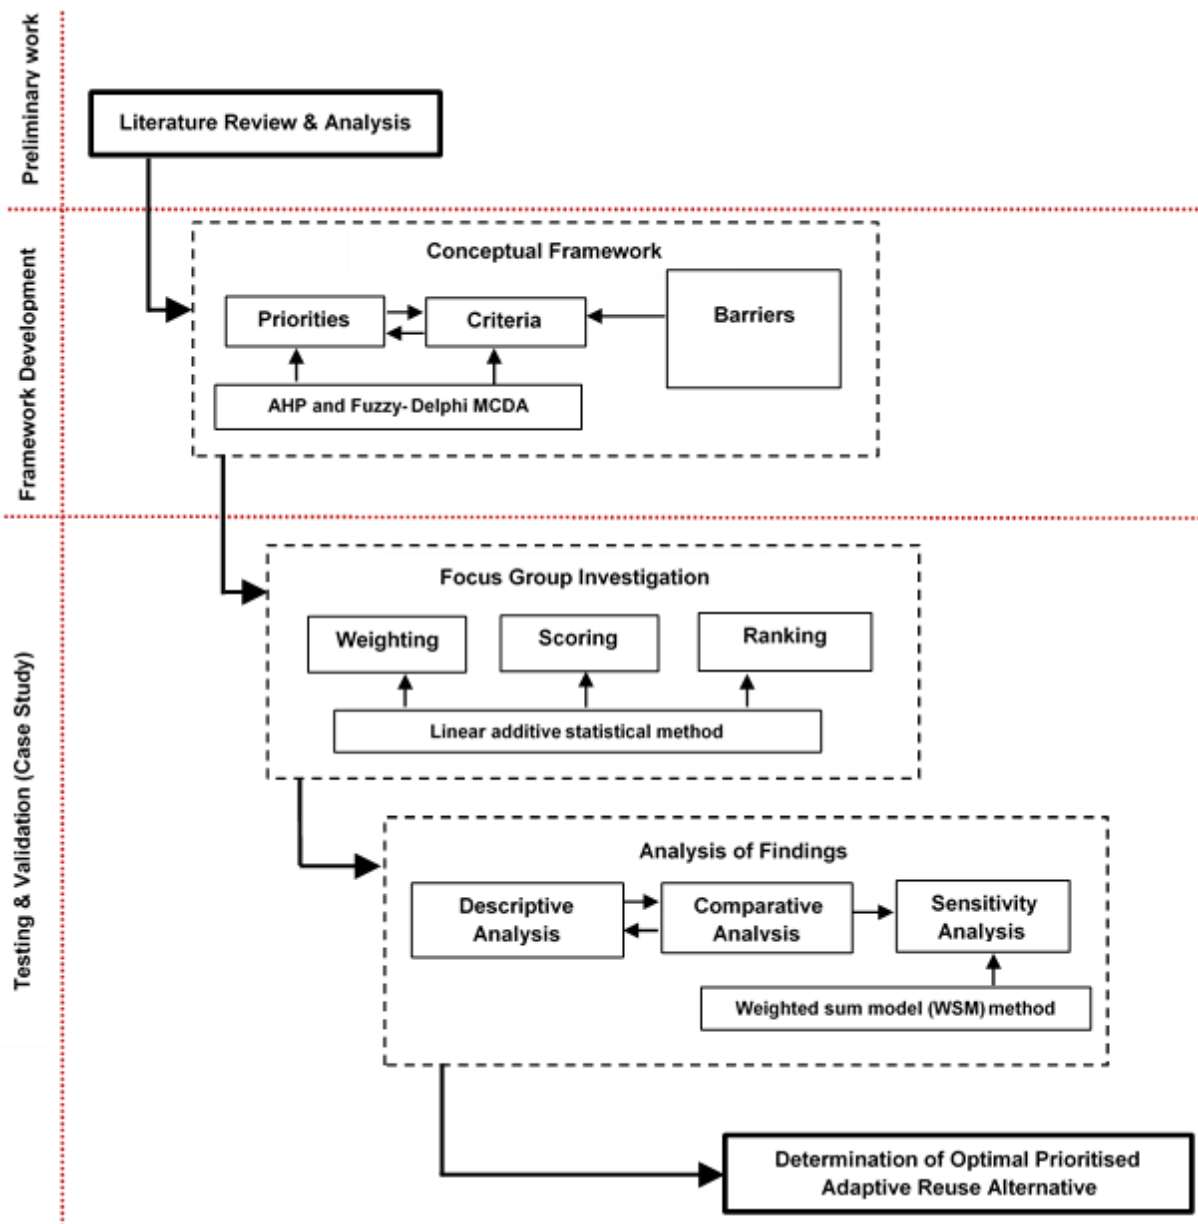 Preliminary work
Literature Review & Analysis
Framework Development
Conceptual Framework
Priorities
Criteria
Barriers
AHP and Fuzzy- Delphi MCDA
Testing & Validation (Case Study)
Focus Group Investigation
Weighting
Scoring
Ranking
Linear additive statistical method
Analysis of Findings
Descriptive
Analysis
Comparative
Analvsis
Sensitivity
Analysis
Weighted sum model (WSM) method
Determination of Optimal Prioritised
Adaptive Reuse Alternative